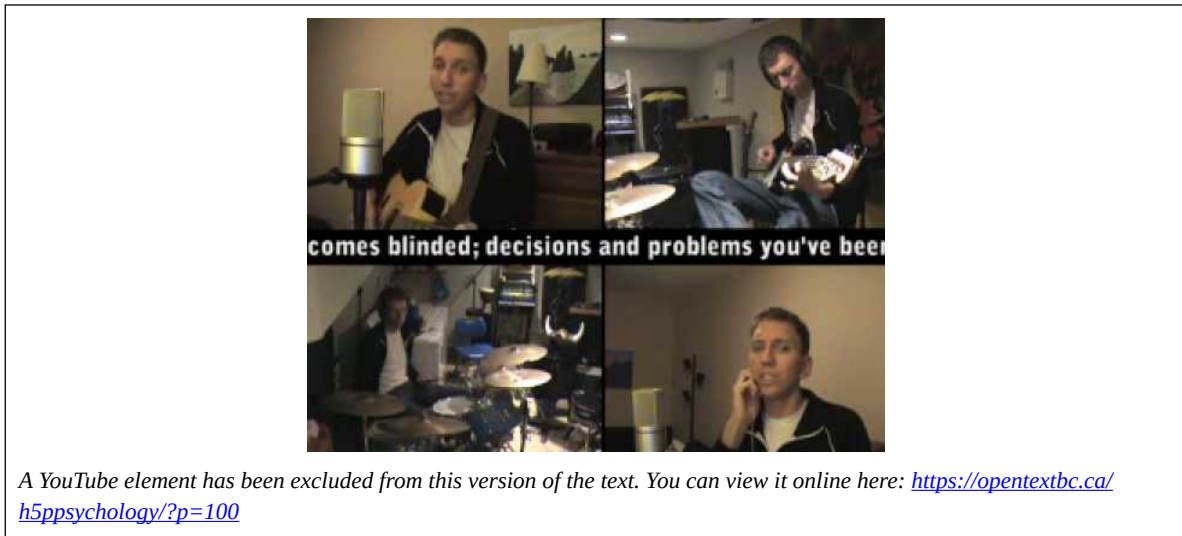 comes blinded; decisions and problems you've been
A YouTube element has been excluded from this version of the text. You can view it online here: https://opentextbc.ca/
h5ppsychology/?p=100